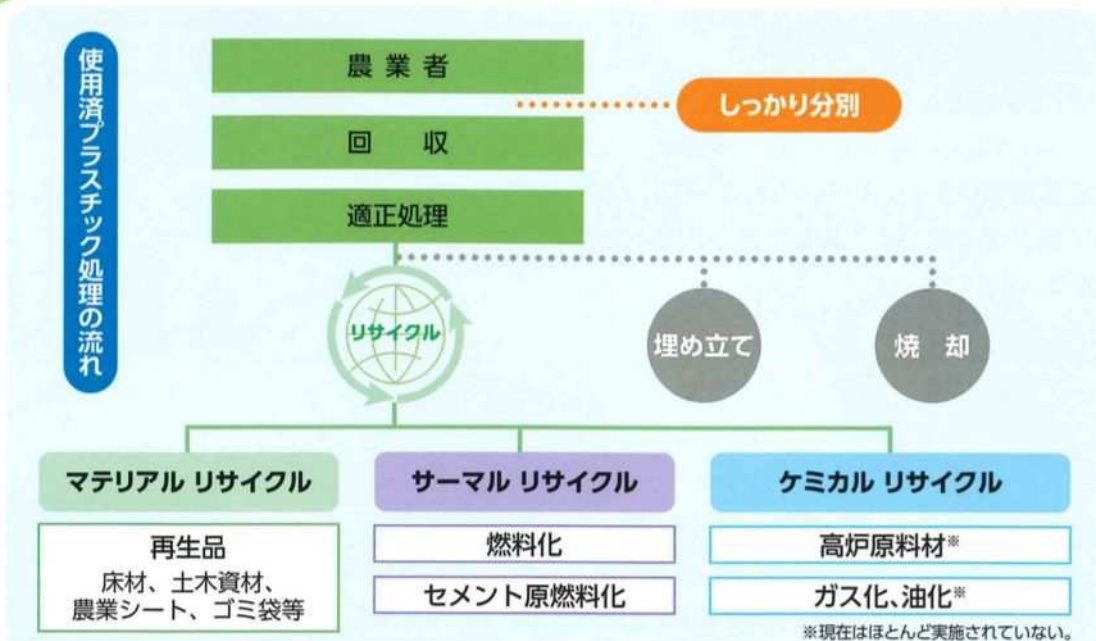 使用済プラスチック処理の流れ
農業者
しっかり分別
回 収
適正処理
リサイクル
埋め立て
焼 却
マテリアル リサイクル
再生品
床材、土木資材、
農業シート、ゴミ袋等
サーマル リサイクル
燃料化
セメント原燃料化
ケミカル リサイクル
高炉原料材※
ガス化、油化※
※現在はほとんど実施されていない。